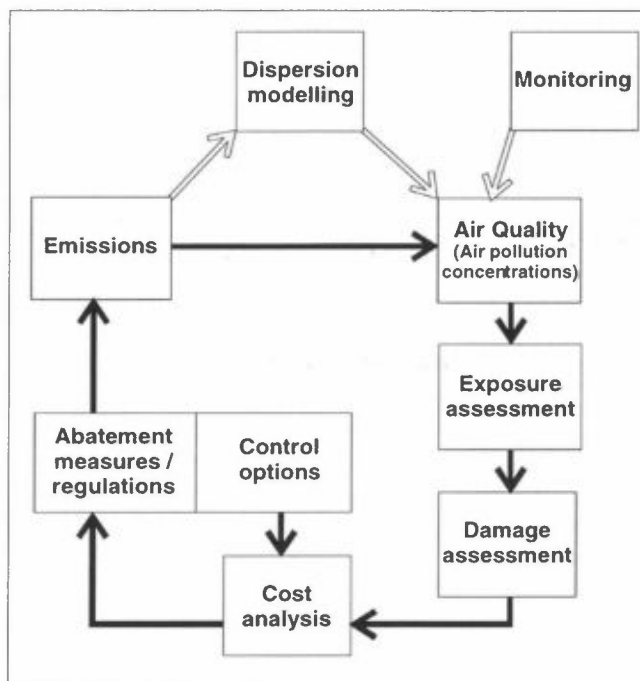 Dispersion
modelling
Monitoring
Emissions
Air Quality
(Air pollution
concentrations)
Exposure
assessment
Abatement
measures /
regulations
Control
options
Damage
assessment
Cost
analysis